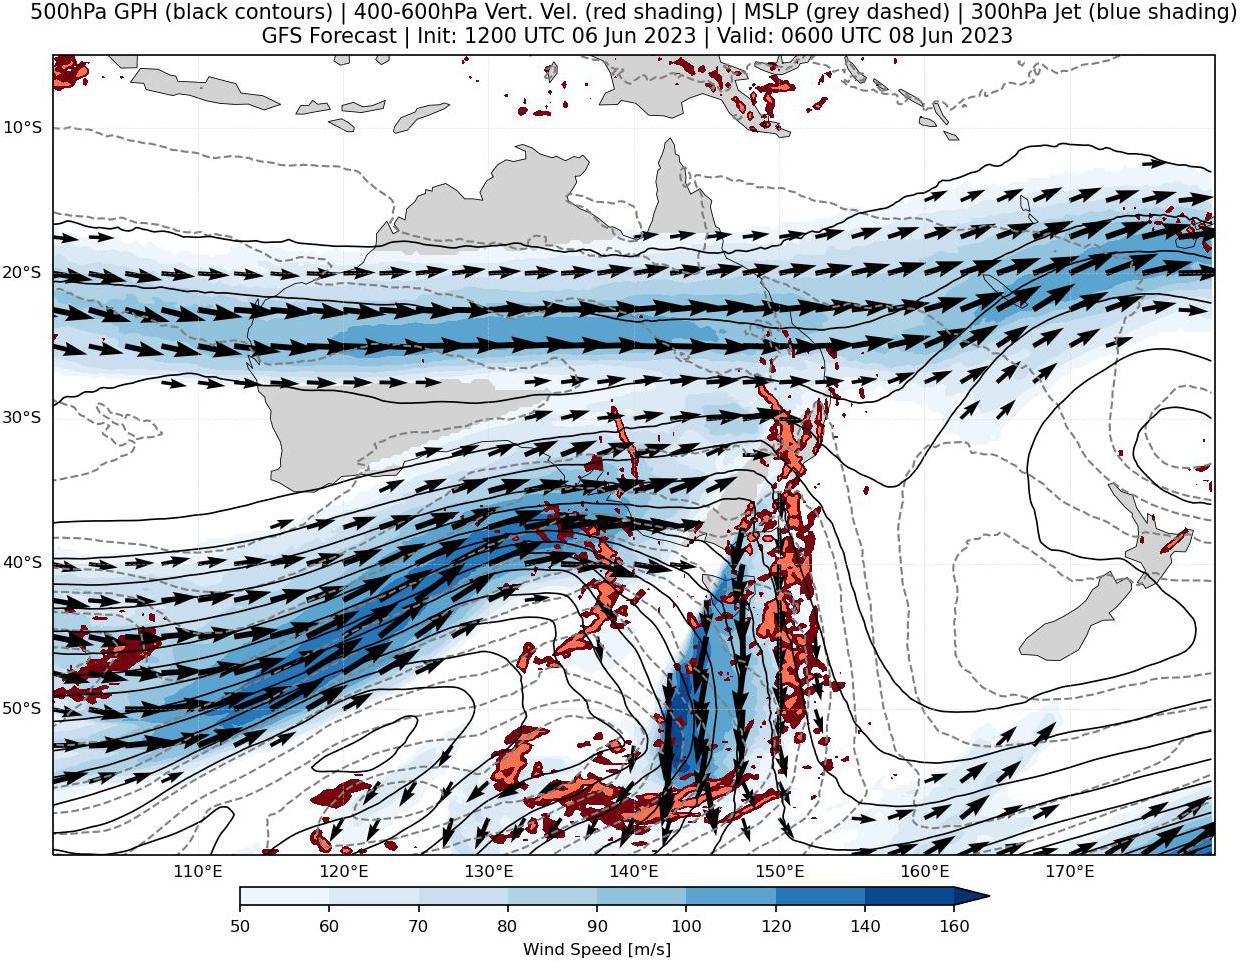 500hPa GPH (black contours) | 400-600hPa Vert. Vel. (red shading) | MSLP (grey dashed) | 300hPa Jet (blue shading)
GFS Forecast | Init: 1200 UTC 06 Jun 2023 | Valid: 0600 UTC 08 Jun 2023
10°S
20°S
30°S
40°S
50°S
110°E 120°E 130°E 140°E 150°E 160°E 170°E
50 60 70 80 90 100 120 140 160
Wind Speed [m/s]